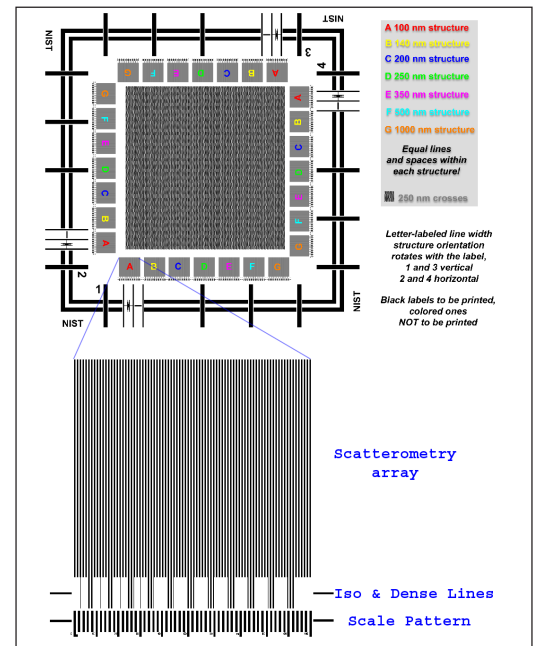 NIST
NIST
3
4
G F E D C B A
G
F
E
D
C
B
A
A
B
C
D
E
F
G
2
1
A B C D E F G
NIST
NIST
A 100 nm structure
B 140 nm structure
C 200 nm structure
D 250 nm structure
E 350 nm structure
F 500 nm structure
G 1000 nm structure
Equal lines
and spaces within
each structure!
250 nm crosses
Letter-labeled line width
structure orientation
rotates with the label,
1 and 3 vertical
2 and 4 horizontal
Black labels to be printed,
colored ones
NOT to be printed
Scatterometry
array
Iso & Dense Lines
Scale Pattern